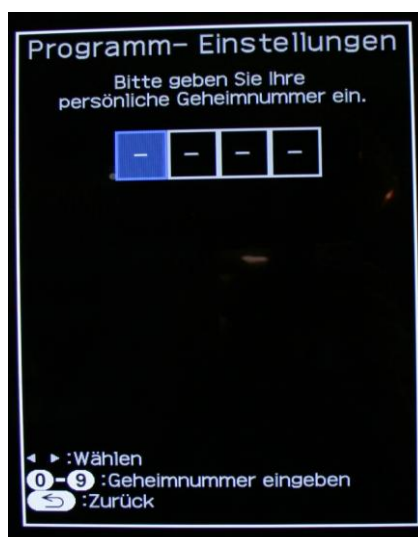 Programm- Einstellungen
Bitte geben Sie Ihre
persönliche Geheimnummer ein.
- - - -
◄ ► :Wählen
0-9 :Geheimnummer eingeben
:Zurück